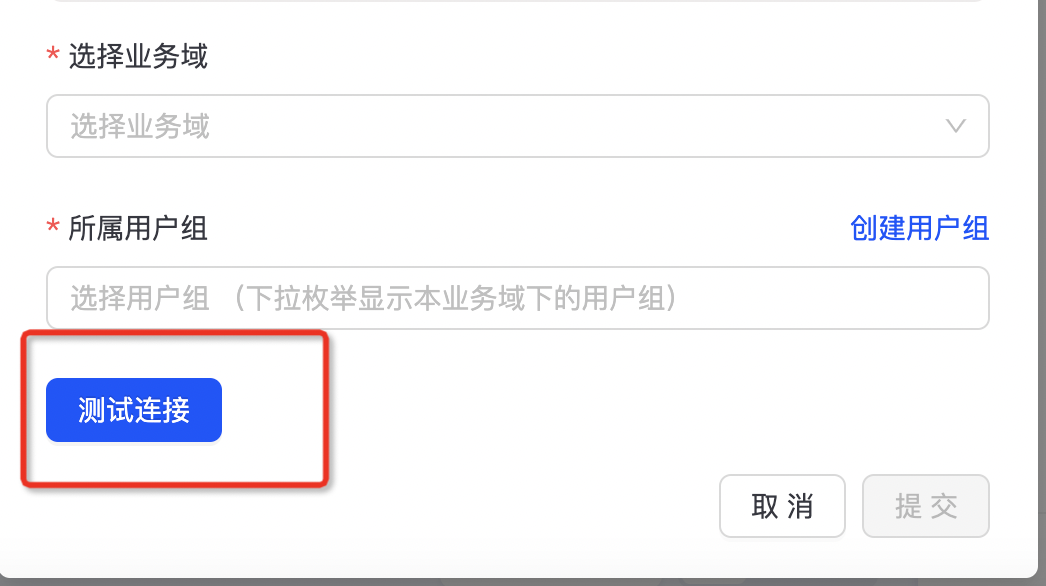 * 选择业务域
选择业务域
* 所属用户组 创建用户组
选择用户组 （下拉枚举显示本业务域下的用户组）
测试连接
取 消 提 交